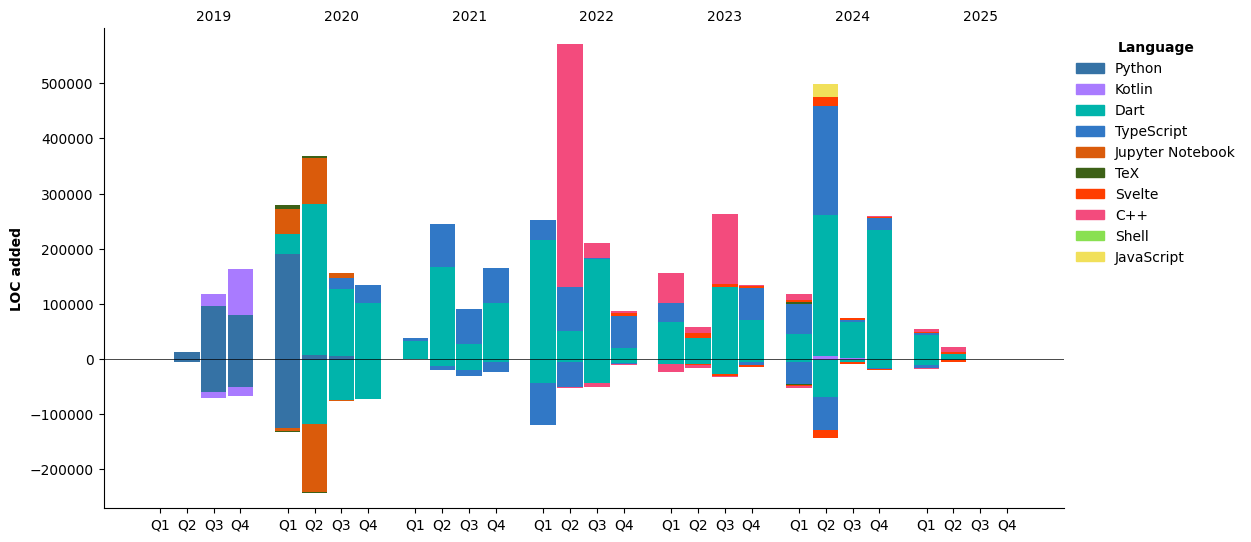 2019 2020 2021 2022 2023 2024 2025
LOC added
500000
400000
300000
200000
100000
0
−100000
−200000
Q1 Q2 Q3 Q4 Q1 Q2 Q3 Q4 Q1 Q2 Q3 Q4 Q1 Q2 Q3 Q4 Q1 Q2 Q3 Q4 Q1 Q2 Q3 Q4 Q1 Q2 Q3 Q4
Language
Python
Kotlin
Dart
TypeScript
Jupyter Notebook
TeX
Svelte
C++
Shell
JavaScript